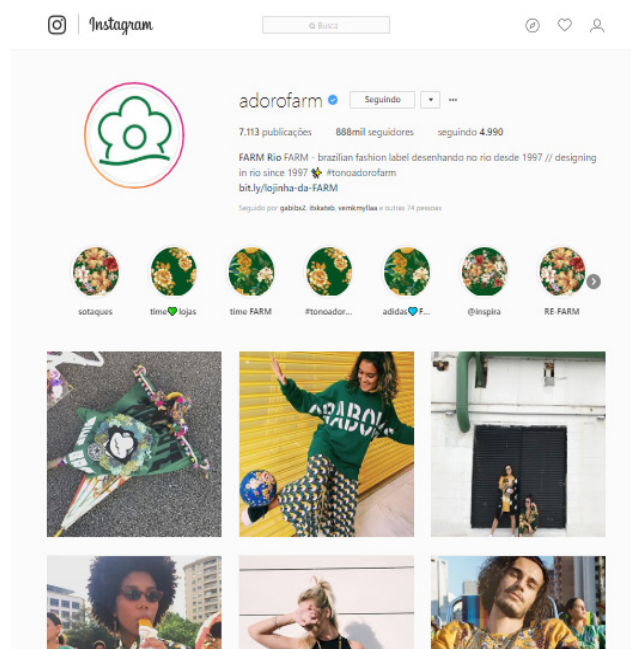 Instagram
Busca
adorofarm
Seguindo
7.113 publicações 888mil seguidores seguindo 4.990
FARM Rio FARM - brazilian fashion label desenhando no rio desde 1997 // designing
in rio since 1997 #tonoadorofarm
bit.ly/lojinha-da-FARM
Seguido por gabibs2, itskateb, vemkmyllaa e outras 74 pessoas
sotaques time💚lojas time FARM #tonoador... adidas💙F... @inspira RE-FARM